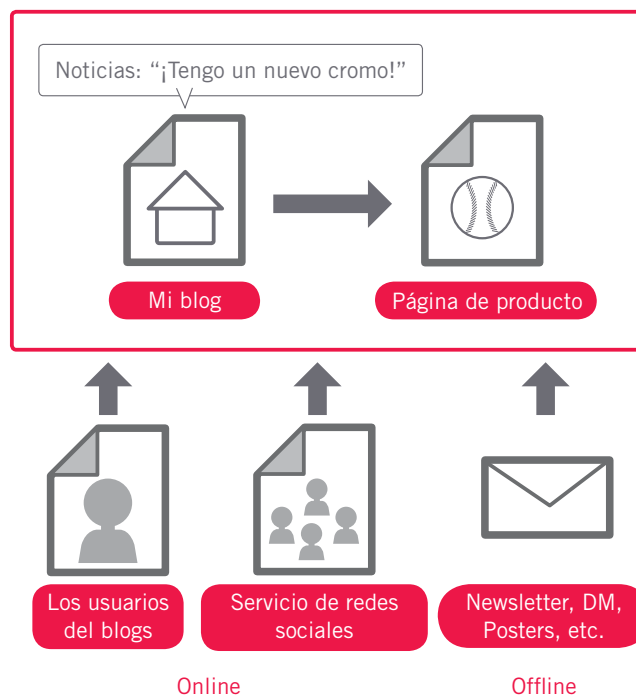 Noticias: “¡Tengo un nuevo cromo!”
Mi blog
Página de producto
Los usuarios
del blogs
Servicio de redes
sociales
Newsletter, DM,
Posters, etc.
Online
Offline